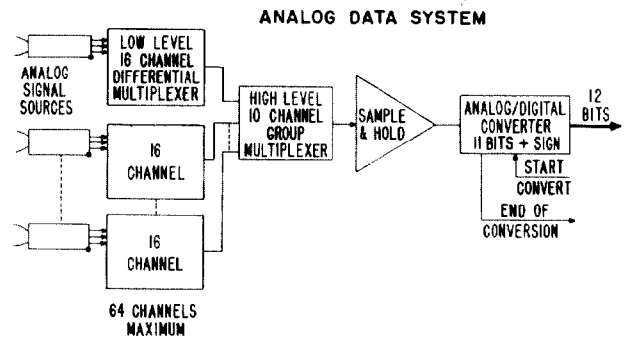 ANALOG DATA SYSTEM
LOW LEVEL
16 CHANNEL
DIFFERENTIAL
MULTIPLEXER
ANALOG
SIGNAL
SOURCES
HIGH LEVEL
10 CHANNEL
GROUP
MULTIPLEXER
SAMPLE
& HOLD
ANALOG/DIGITAL
CONVERTER
11 BITS + SIGN
12
BITS
START
CONVERT
END OF
CONVERSION
16
CHANNEL
16
CHANNEL
64 CHANNELS
MAXIMUM